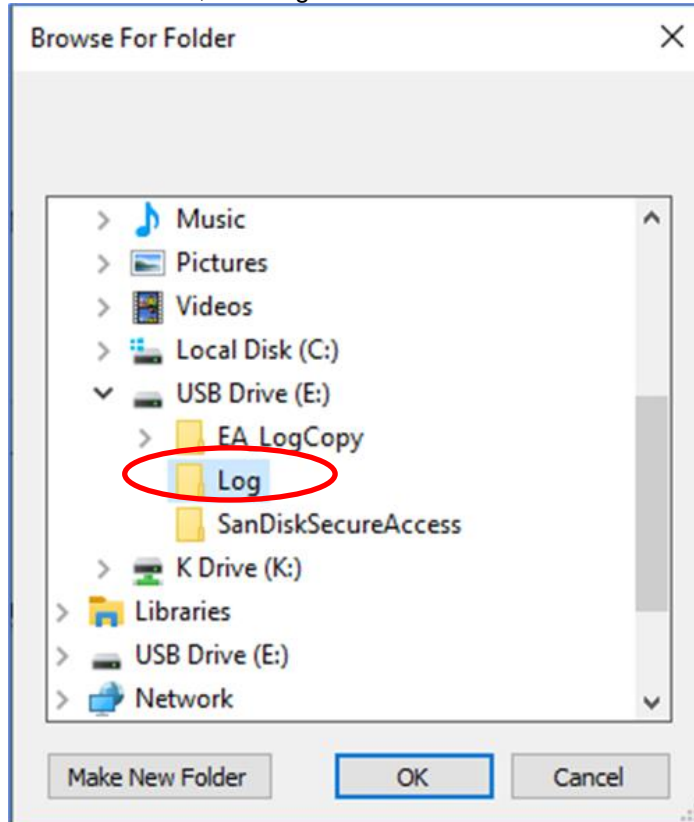 Browse For Folder
Music
Pictures
Videos
Local Disk (C:)
USB Drive (E:)
EA_LogCopy
Log
SanDiskSecureAccess
K Drive (K:)
Libraries
USB Drive (E:)
Network
Make New Folder OK Cancel